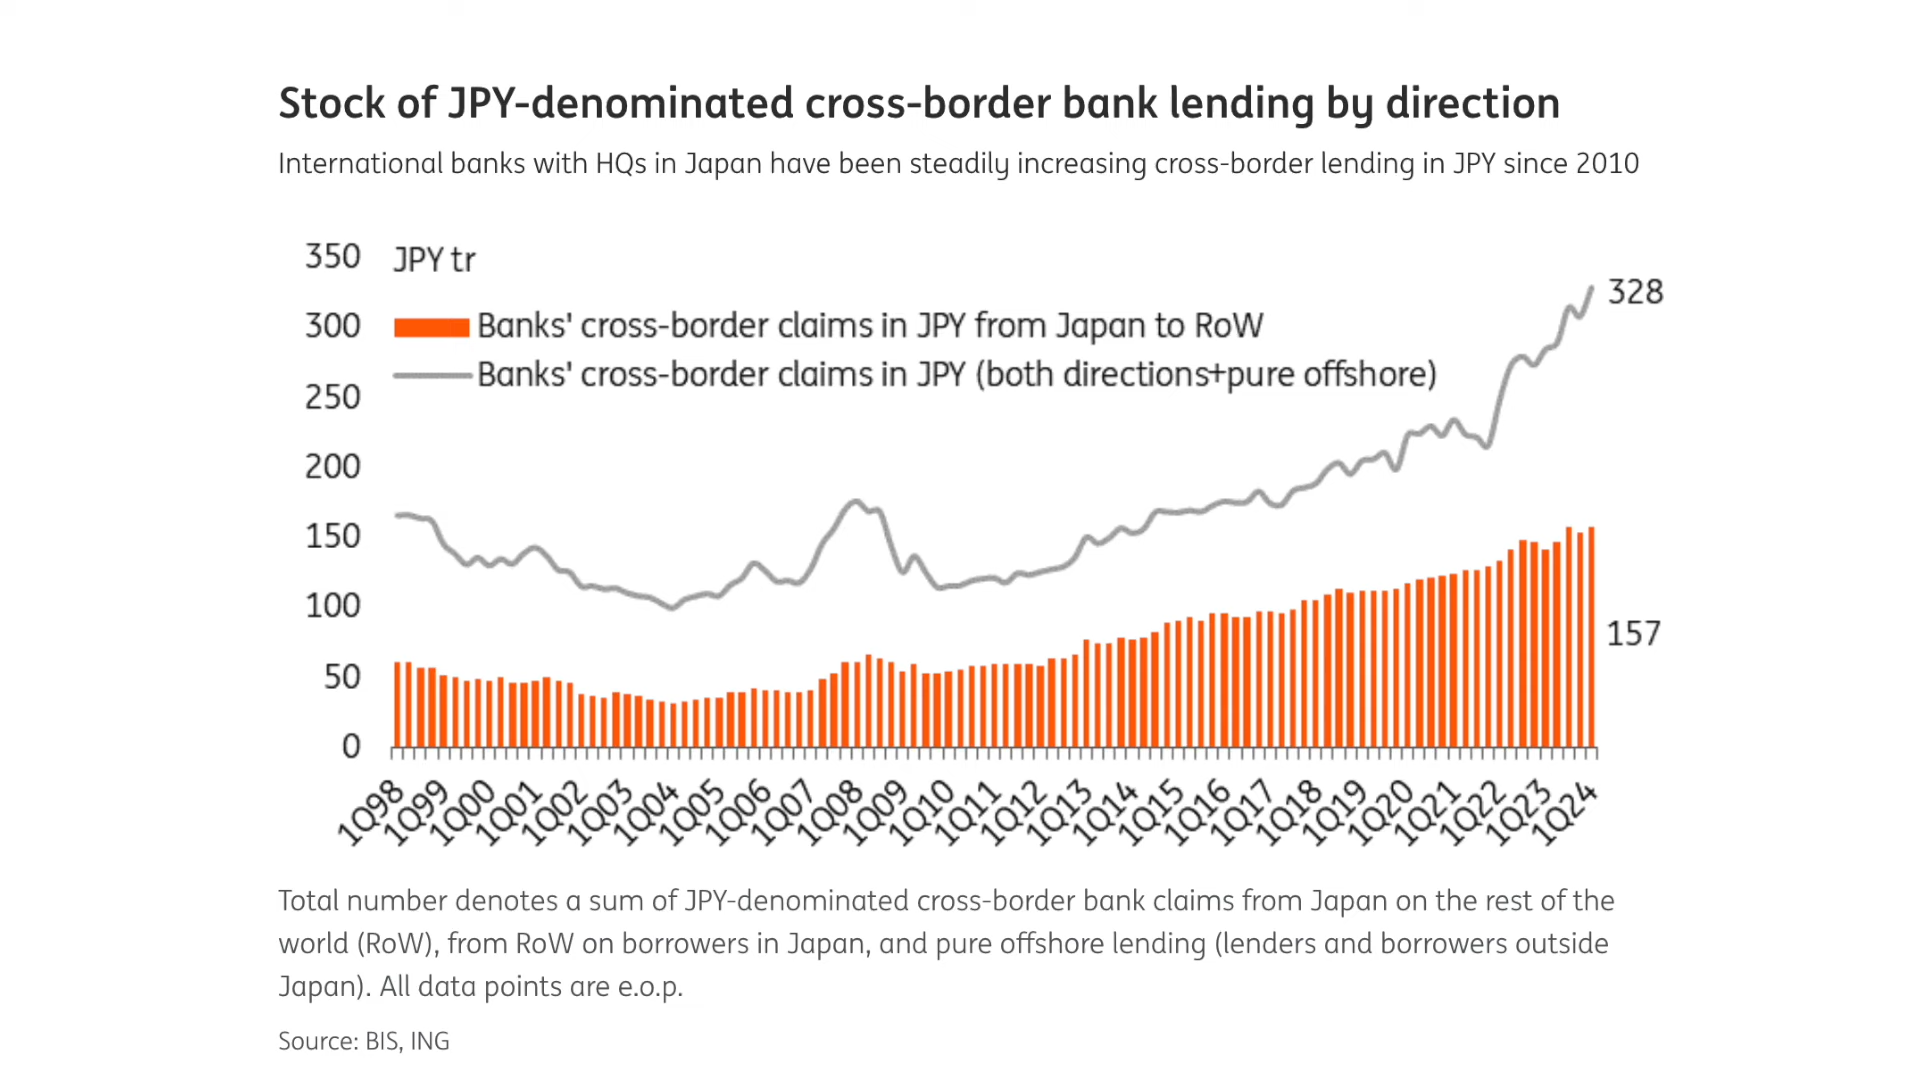 Stock of JPY-denominated cross-border bank lending by direction
International banks with HQs in Japan have been steadily increasing cross-border lending in JPY since 2010
350
JPY tr
328
300
Banks' cross-border claims in JPY from Japan to RoW
Banks' cross-border claims in JPY (both directions+pure offshore)
250
200
150
100
157
50
0
1Q98
1Q99
1Q00
1Q01
1Q02
1Q03
1Q04
1Q05
1Q06
1Q07
1Q08
1Q09
1Q10
1Q11
1Q12
1Q13
1Q14
1Q15
1Q16
1Q17
1Q18
1Q19
1Q20
1Q21
1Q22
1Q23
1Q24
Total number denotes a sum of JPY-denominated cross-border bank claims from Japan on the rest of the
world (RoW), from RoW on borrowers in Japan, and pure offshore lending (lenders and borrowers outside
Japan). All data points are e.o.p.
Source: BIS, ING